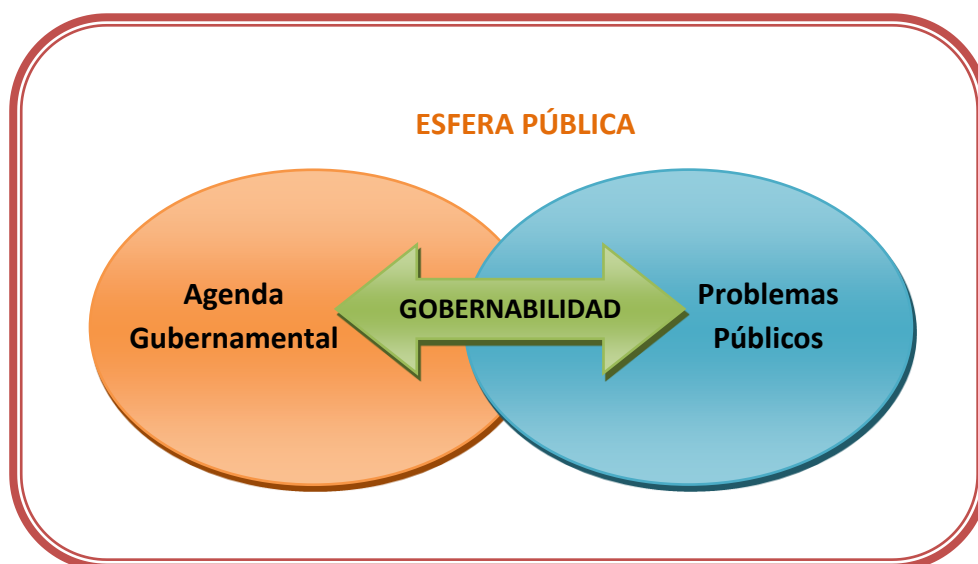 ESFERA PÚBLICA
Agenda
Gubernamental
GOBERNABILIDAD
Problemas
Públicos